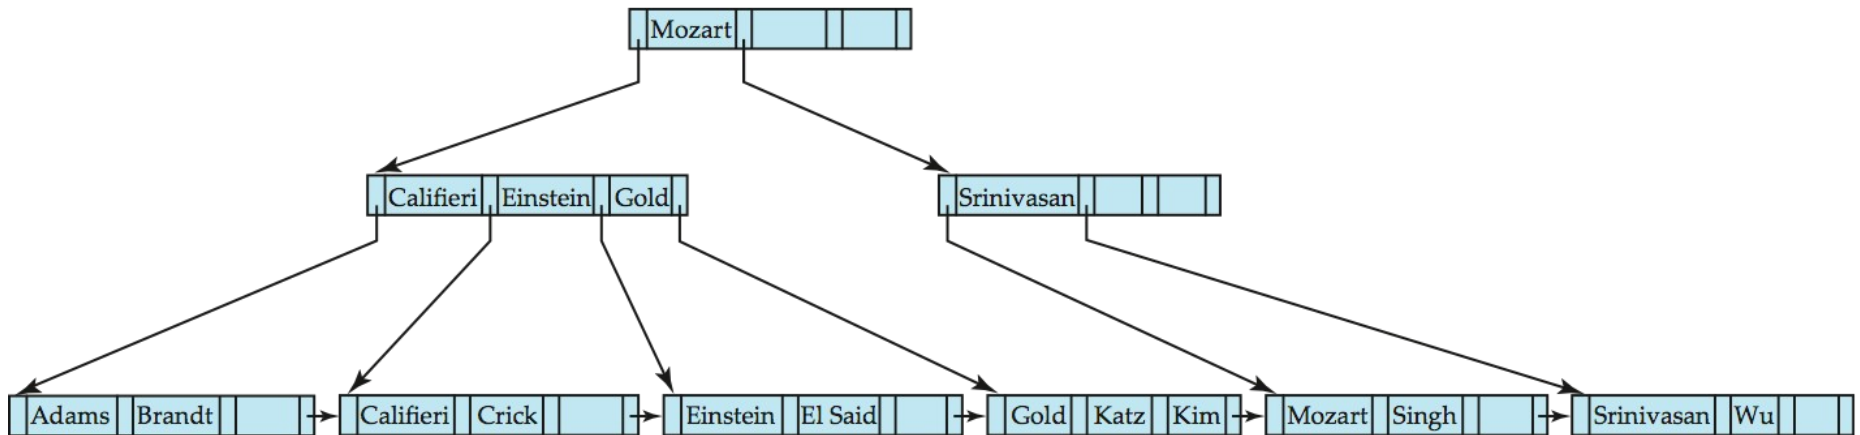 Mozart
Califieri Einstein Gold Srinivasan
Adams Brandt Califieri Crick Einstein El Said Gold Katz Kim Mozart Singh Srinivasan Wu